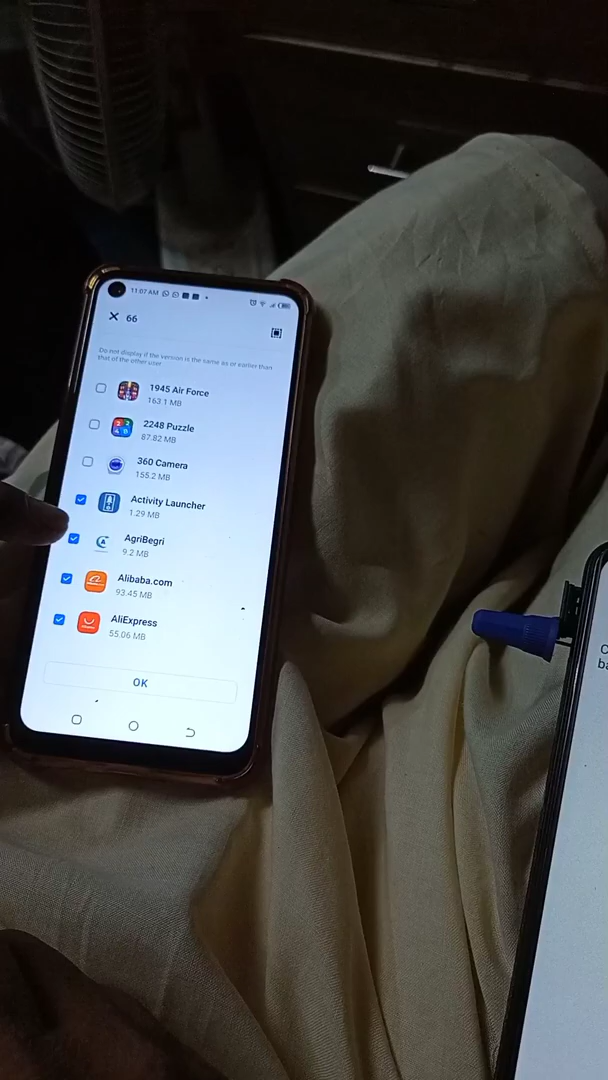 11:07 AM
66
Do not display if the version is the same as or earlier than
that of the other user
1945 Air Force
163.1 MB
2248 Puzzle
87.82 MB
360 Camera
155.2 MB
Activity Launcher
1.29 MB
AgriBegri
9.2 MB
Alibaba.com
93.45 MB
AliExpress
55.06 MB
OK